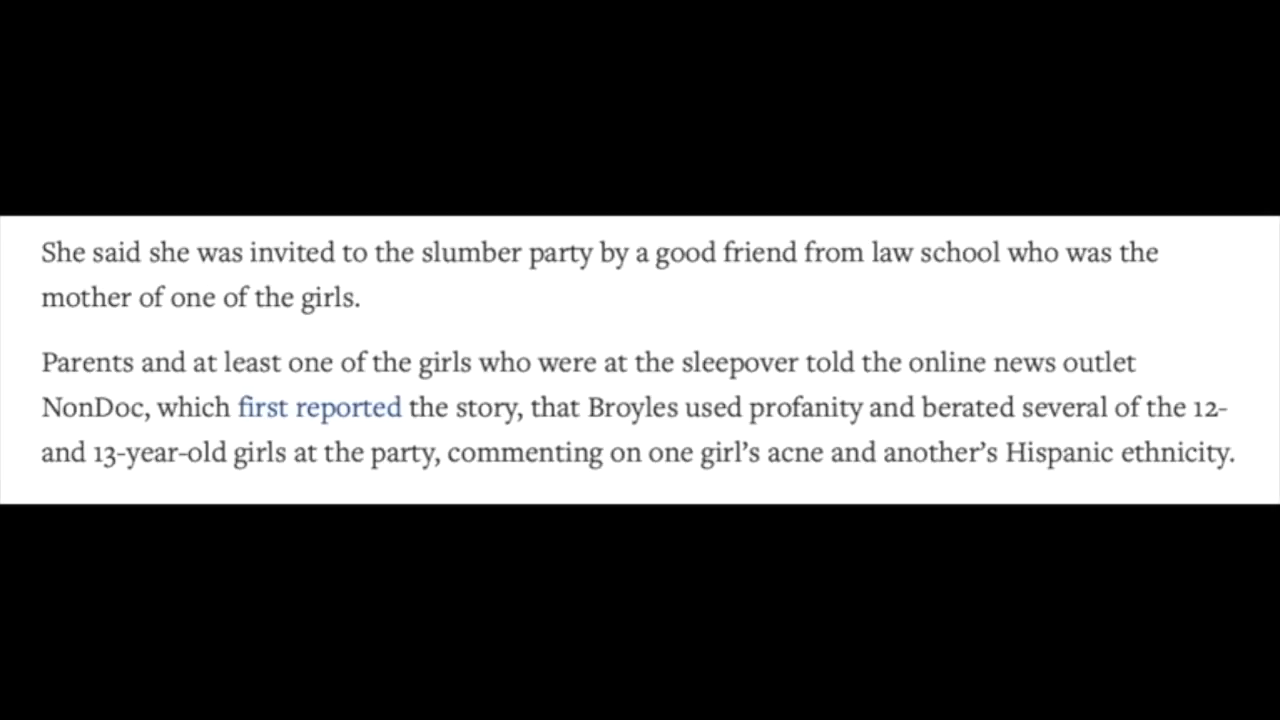 She said she was invited to the slumber party by a good friend from law school who was the
mother of one of the girls.
Parents and at least one of the girls who were at the sleepover told the online news outlet
NonDoc, which first reported the story, that Broyles used profanity and berated several of the 12-
and 13-year-old girls at the party, commenting on one girl’s acne and another’s Hispanic ethnicity.